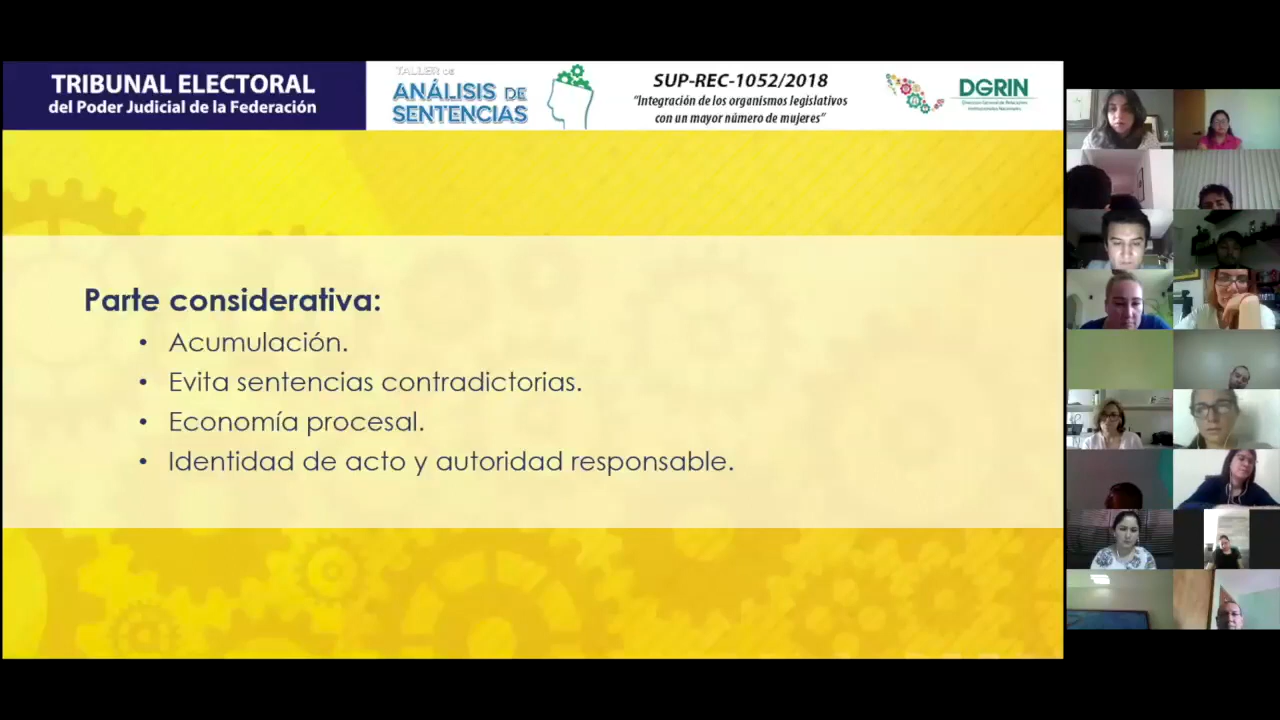 TRIBUNAL ELECTORAL
del Poder Judicial de la Federación
TALLER DE
ANÁLISIS DE
SENTENCIAS
SUP-REC-1052/2018
"Integración de los organismos legislativos
con un mayor número de mujeres"
DGRIN
Parte considerativa:
• Acumulación.
• Evita sentencias contradictorias.
• Economía procesal.
• Identidad de acto y autoridad responsable.